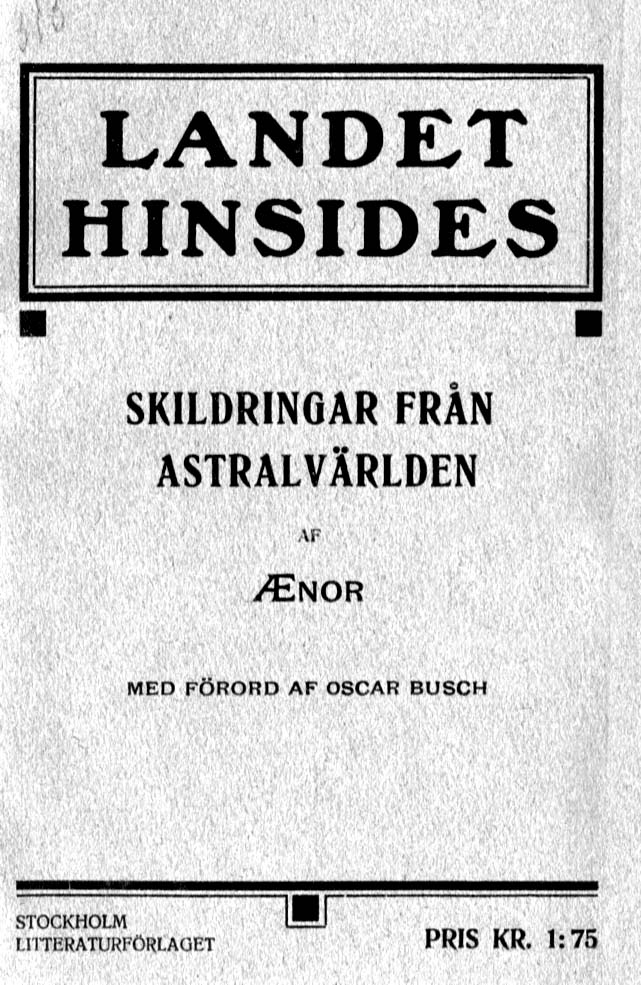 LANDET
HINSIDES
SKILDRINGAR FRÅN
ASTRALVÄRLDEN
AF
ÆNOR
MED FÖRORD AF OSCAR BUSCH
STOCKHOLM
LITTERATURFÖRLAGET
PRIS KR. 1:75